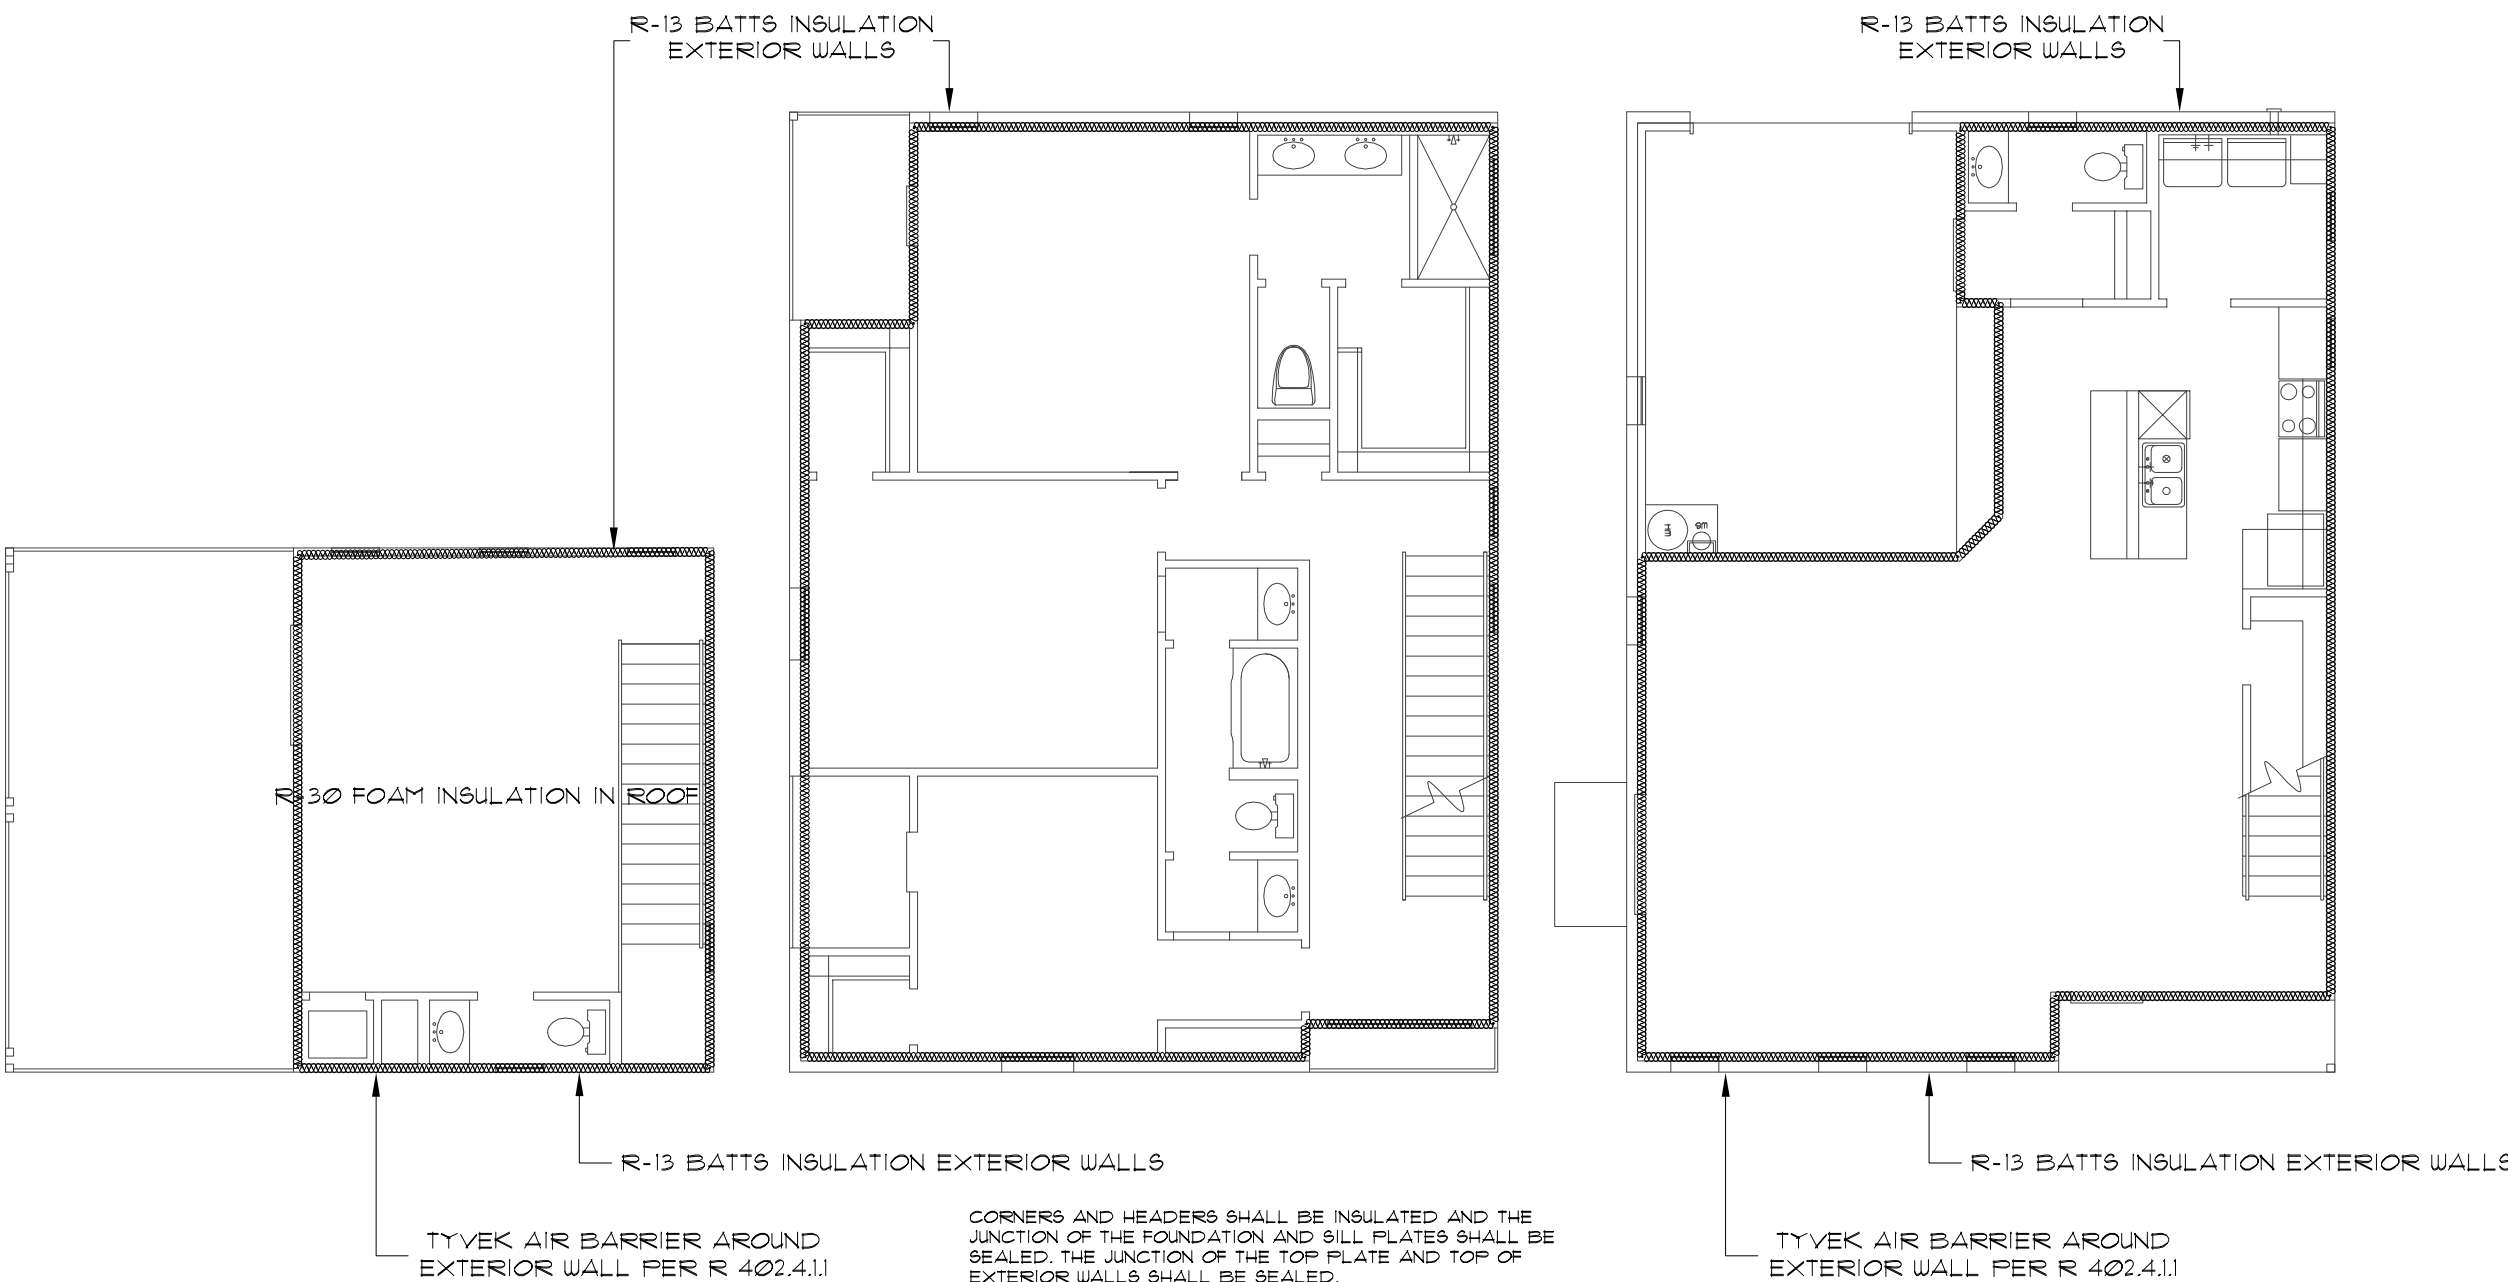 R-13 BATTS INSULATION
EXTERIOR WALLS
R-13 BATTS INSULATION
EXTERIOR WALLS
HW
WS
R-30 FOAM INSULATION IN ROOF
R-13 BATTS INSULATION EXTERIOR WALLS
R-13 BATTS INSULATION EXTERIOR WALLS
CORNERS AND HEADERS SHALL BE INSULATED AND THE
JUNCTION OF THE FOUNDATION AND SILL PLATES SHALL BE
SEALED. THE JUNCTION OF THE TOP PLATE AND TOP OF
EXTERIOR WALLS SHALL BE SEALED.
TYVEK AIR BARRIER AROUND
EXTERIOR WALL PER R 402.4.1.1
TYVEK AIR BARRIER AROUND
EXTERIOR WALL PER R 402.4.1.1